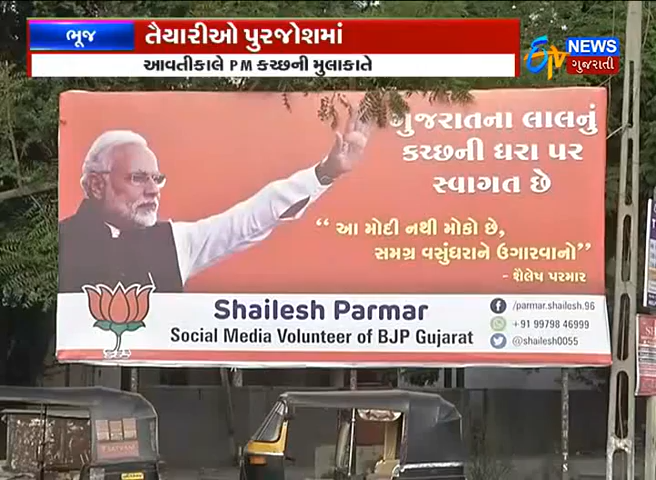 ભૂજ
તૈયારીઓ પુરજોશમાં
આવતીકાલે PM કચ્છની મુલાકાતે
etv NEWS
ગુજરાતી
ગુજરાતના લાલનું
કચ્છની ધરા પર
સ્વાગત છે
“ આ મોદી નથી મોકો છે,
સમગ્ર વસુંધરાને ઉગારવાનો”
- શૈલેષ પરમાર
Shailesh Parmar
Social Media Volunteer of BJP Gujarat
/parmar.shailesh.96
+91 99798 46999
@shailesh0055